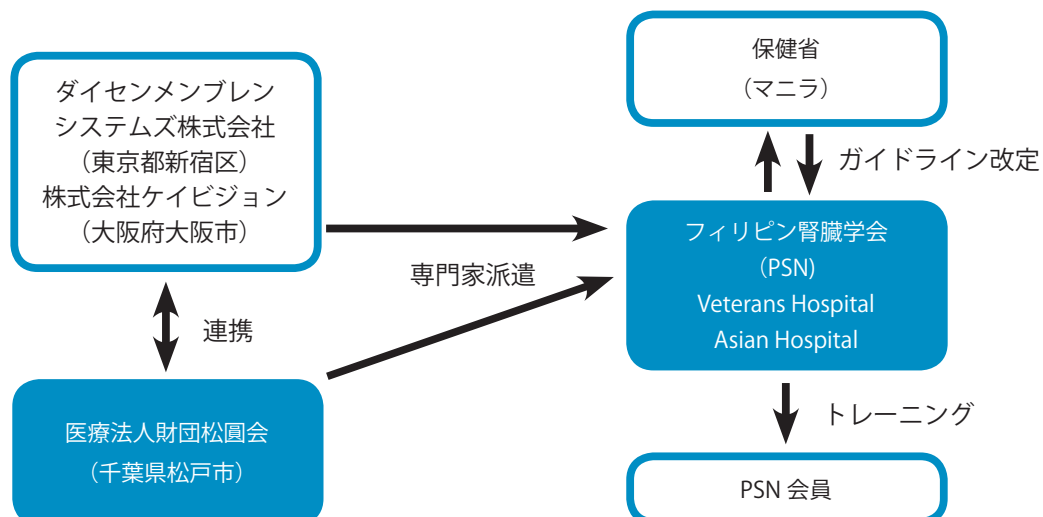 ダイセンメンブレン
システムズ株式会社
（東京都新宿区）
株式会社ケイビジョン
（大阪府大阪市）
連携
医療法人財団松圓会
（千葉県松戸市）
専門家派遣
保健省
（マニラ）
ガイドライン改定
フィリピン腎臓学会
（PSN)
Veterans Hospital
Asian Hospital
トレーニング
PSN 会員